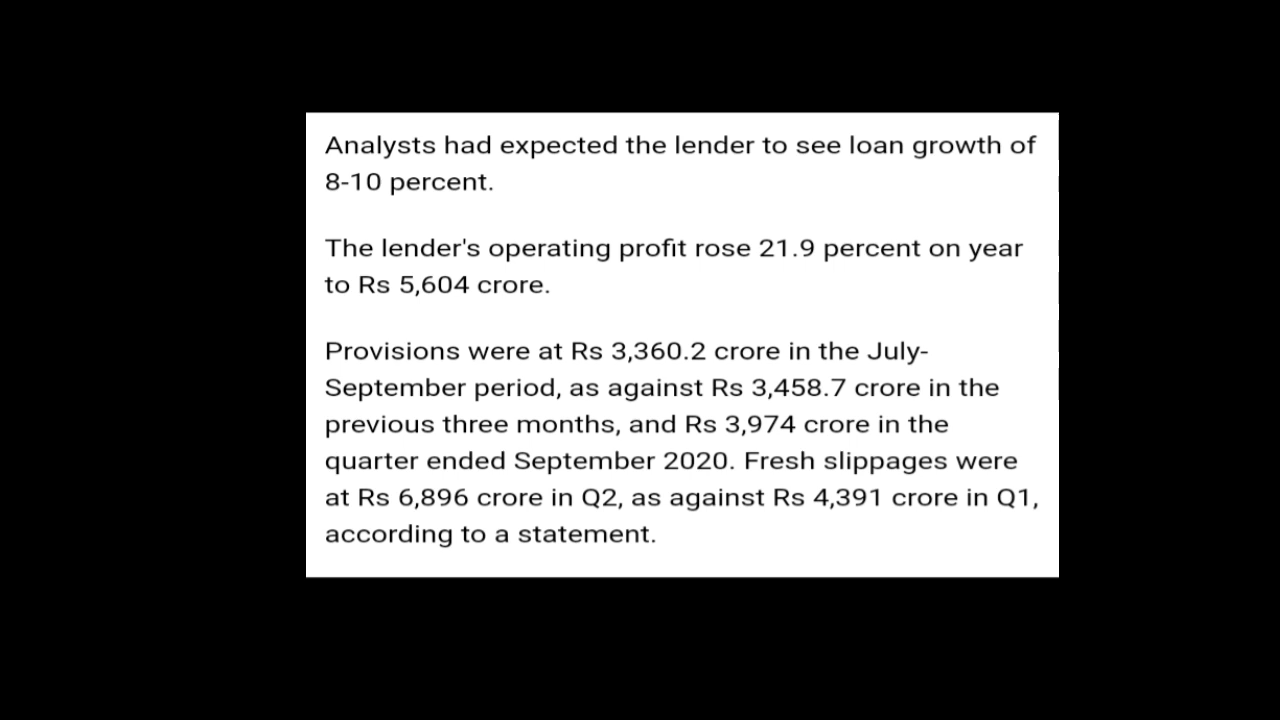 Analysts had expected the lender to see loan growth of
8-10 percent.
The lender's operating profit rose 21.9 percent on year
to Rs 5,604 crore.
Provisions were at Rs 3,360.2 crore in the July-
September period, as against Rs 3,458.7 crore in the
previous three months, and Rs 3,974 crore in the
quarter ended September 2020. Fresh slippages were
at Rs 6,896 crore in Q2, as against Rs 4,391 crore in Q1,
according to a statement.